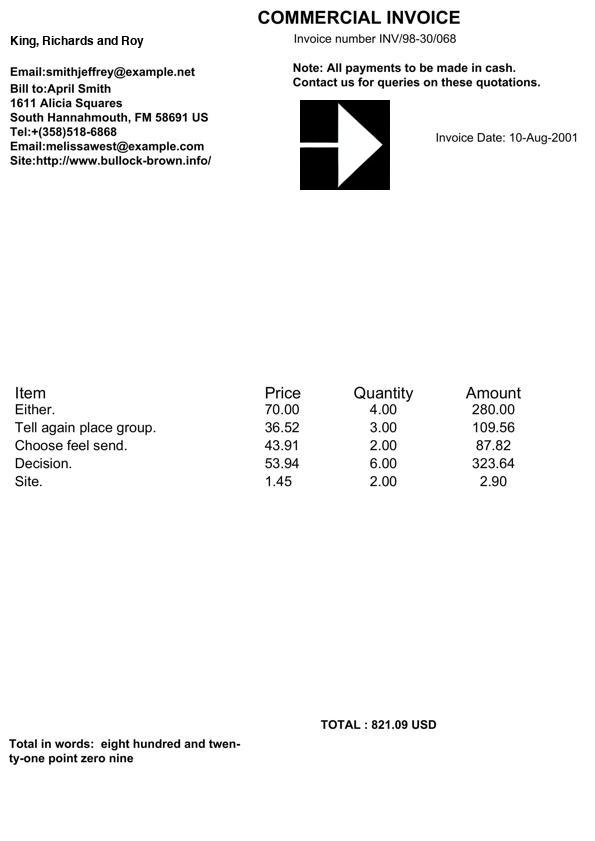 COMMERCIAL INVOICE
Invoice number INV/98-30/068
King, Richards and Roy
Email:smithjeffrey@example.net
Bill to:April Smith
1611 Alicia Squares
South Hannahmouth, FM 58691 US
Tel:+(358)518-6868
Email:melissawest@example.com
Site:http://www.bullock-brown.info/
Note: All payments to be made in cash.
Contact us for queries on these quotations.
Invoice Date: 10-Aug-2001
Item Price Quantity Amount
Either. 70.00 4.00 280.00
Tell again place group. 36.52 3.00 109.56
Choose feel send. 43.91 2.00 87.82
Decision. 53.94 6.00 323.64
Site. 1.45 2.00 2.90
TOTAL : 821.09 USD
Total in words: eight hundred and twen-
ty-one point zero nine